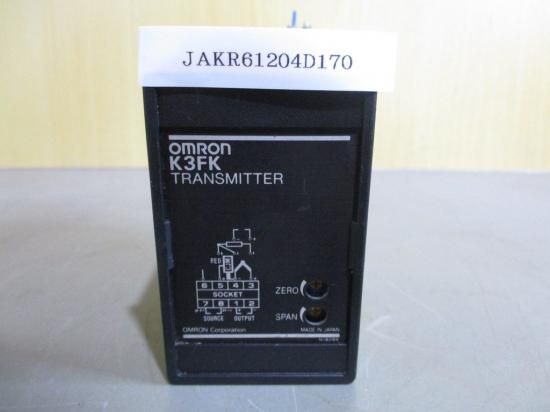 JAKR61204D170
OMRON
K3FK
TRANSMITTER
RED
6 5 4 3
SOCKET
7 8 1 2
SOURCE OUTPUT
ZERO
SPAN
OMRON Corporation
MADE IN JAPAN